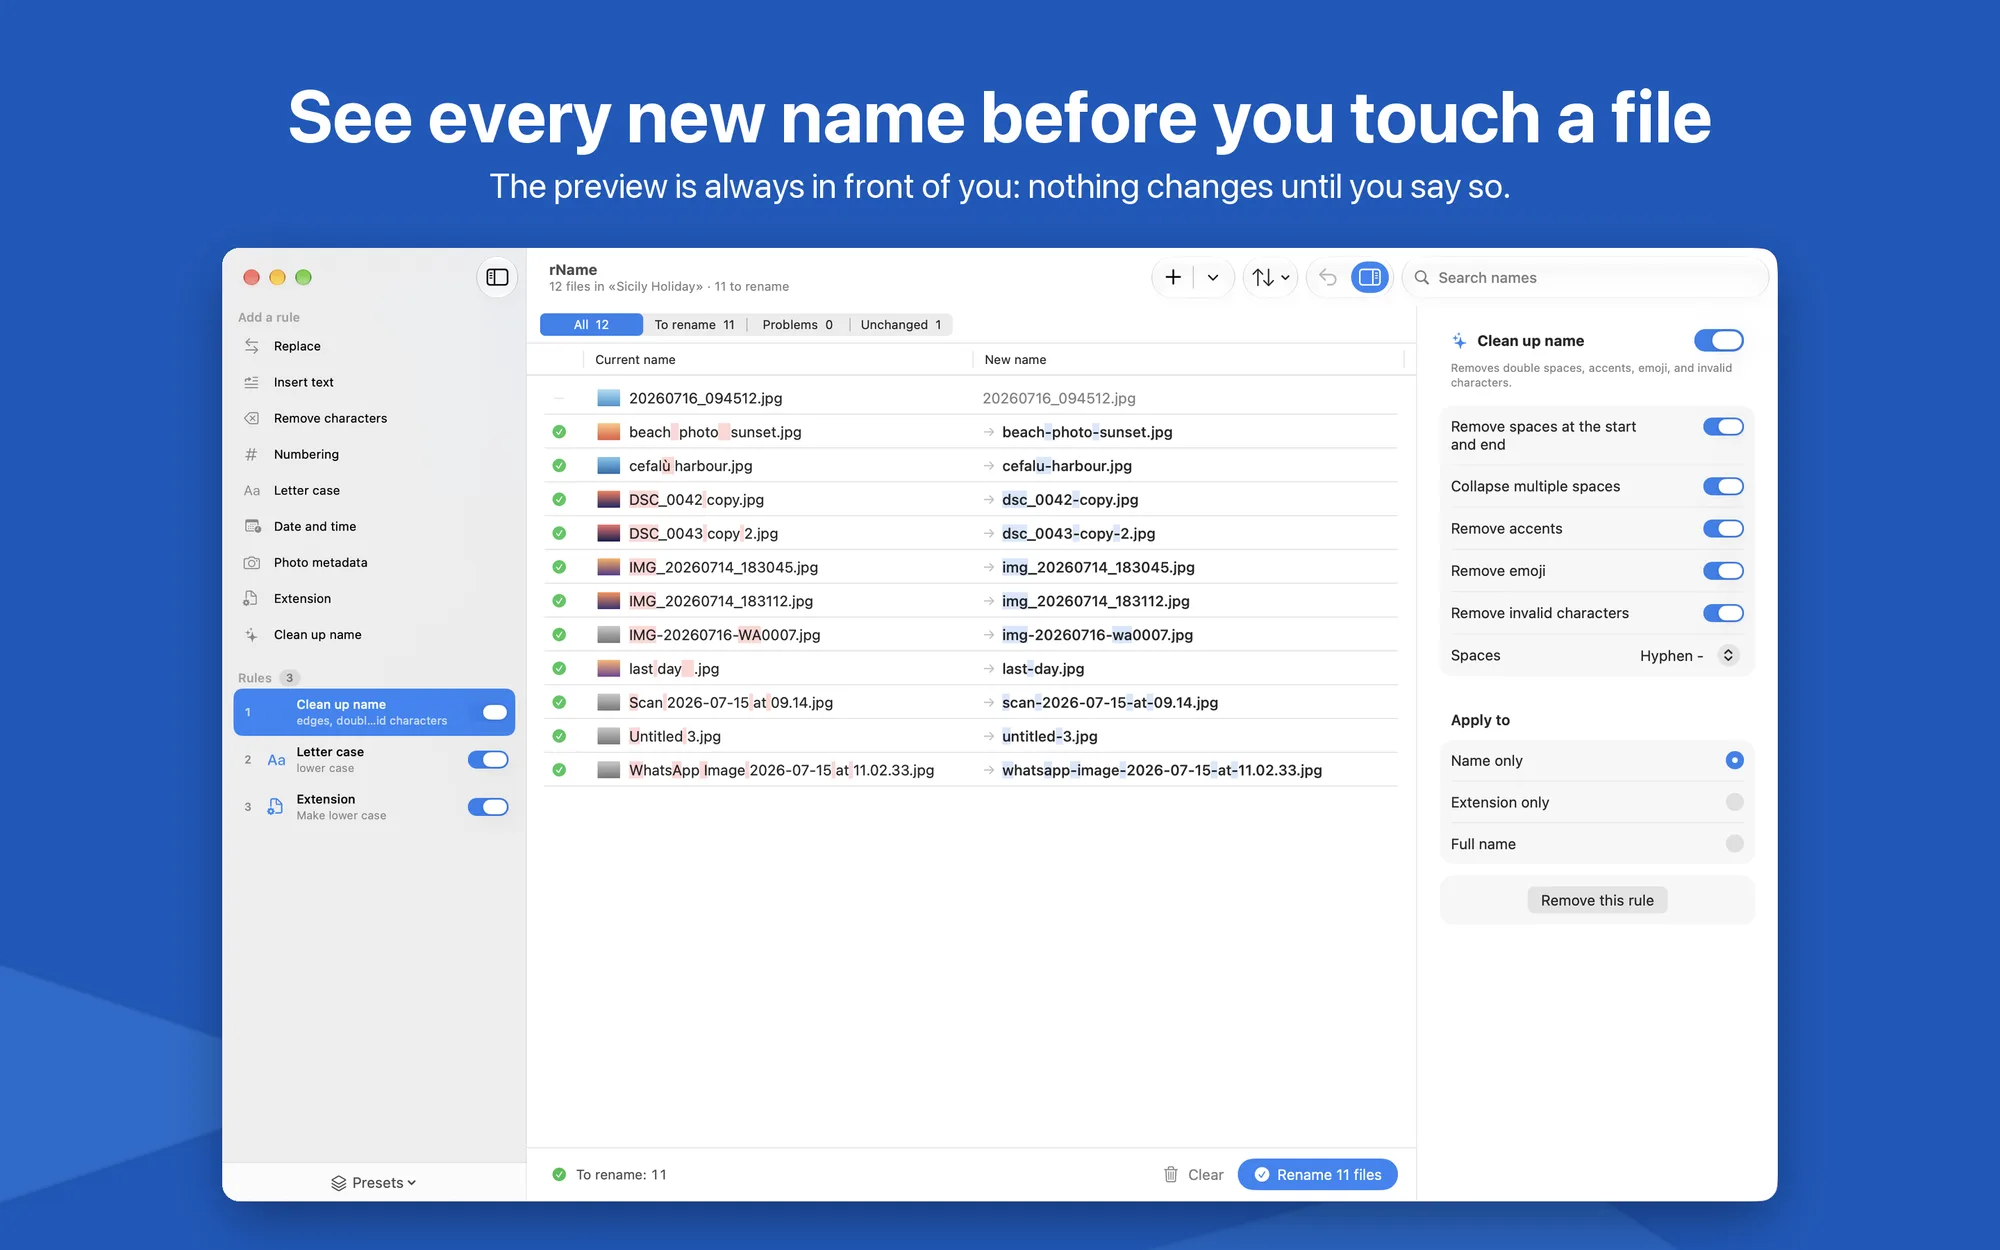 See every new name before you touch a file
The preview is always in front of you: nothing changes until you say so.
rName
12 files in «Sicily Holiday» · 11 to rename
Search names
Add a rule
Replace
Insert text
Remove characters
Numbering
Letter case
Date and time
Photo metadata
Extension
Clean up name
Rules 3
1 Clean up name
edges, doubl...id characters
2 Aa Letter case
lower case
3 Extension
Make lower case
Presets
All 12 To rename 11 Problems 0 Unchanged 1
Current name New name
20260716_094512.jpg 20260716_094512.jpg
beach photo  sunset.jpg → beach-photo-sunset.jpg
cefalù harbour.jpg → cefalu-harbour.jpg
DSC_0042 copy.jpg → dsc_0042-copy.jpg
DSC_0043 copy 2.jpg → dsc_0043-copy-2.jpg
IMG_20260714_183045.jpg → img_20260714_183045.jpg
IMG_20260714_183112.jpg → img_20260714_183112.jpg
IMG-20260716-WA0007.jpg → img-20260716-wa0007.jpg
last day  .jpg → last-day.jpg
Scan 2026-07-15 at 09.14.jpg → scan-2026-07-15-at-09.14.jpg
Untitled 3.jpg → untitled-3.jpg
WhatsApp Image 2026-07-15 at 11.02.33.jpg → whatsapp-image-2026-07-15-at-11.02.33.jpg
To rename: 11 Clear Rename 11 files
Clean up name
Removes double spaces, accents, emoji, and invalid
characters.
Remove spaces at the start
and end
Collapse multiple spaces
Remove accents
Remove emoji
Remove invalid characters
Spaces Hyphen -
Apply to
Name only
Extension only
Full name
Remove this rule